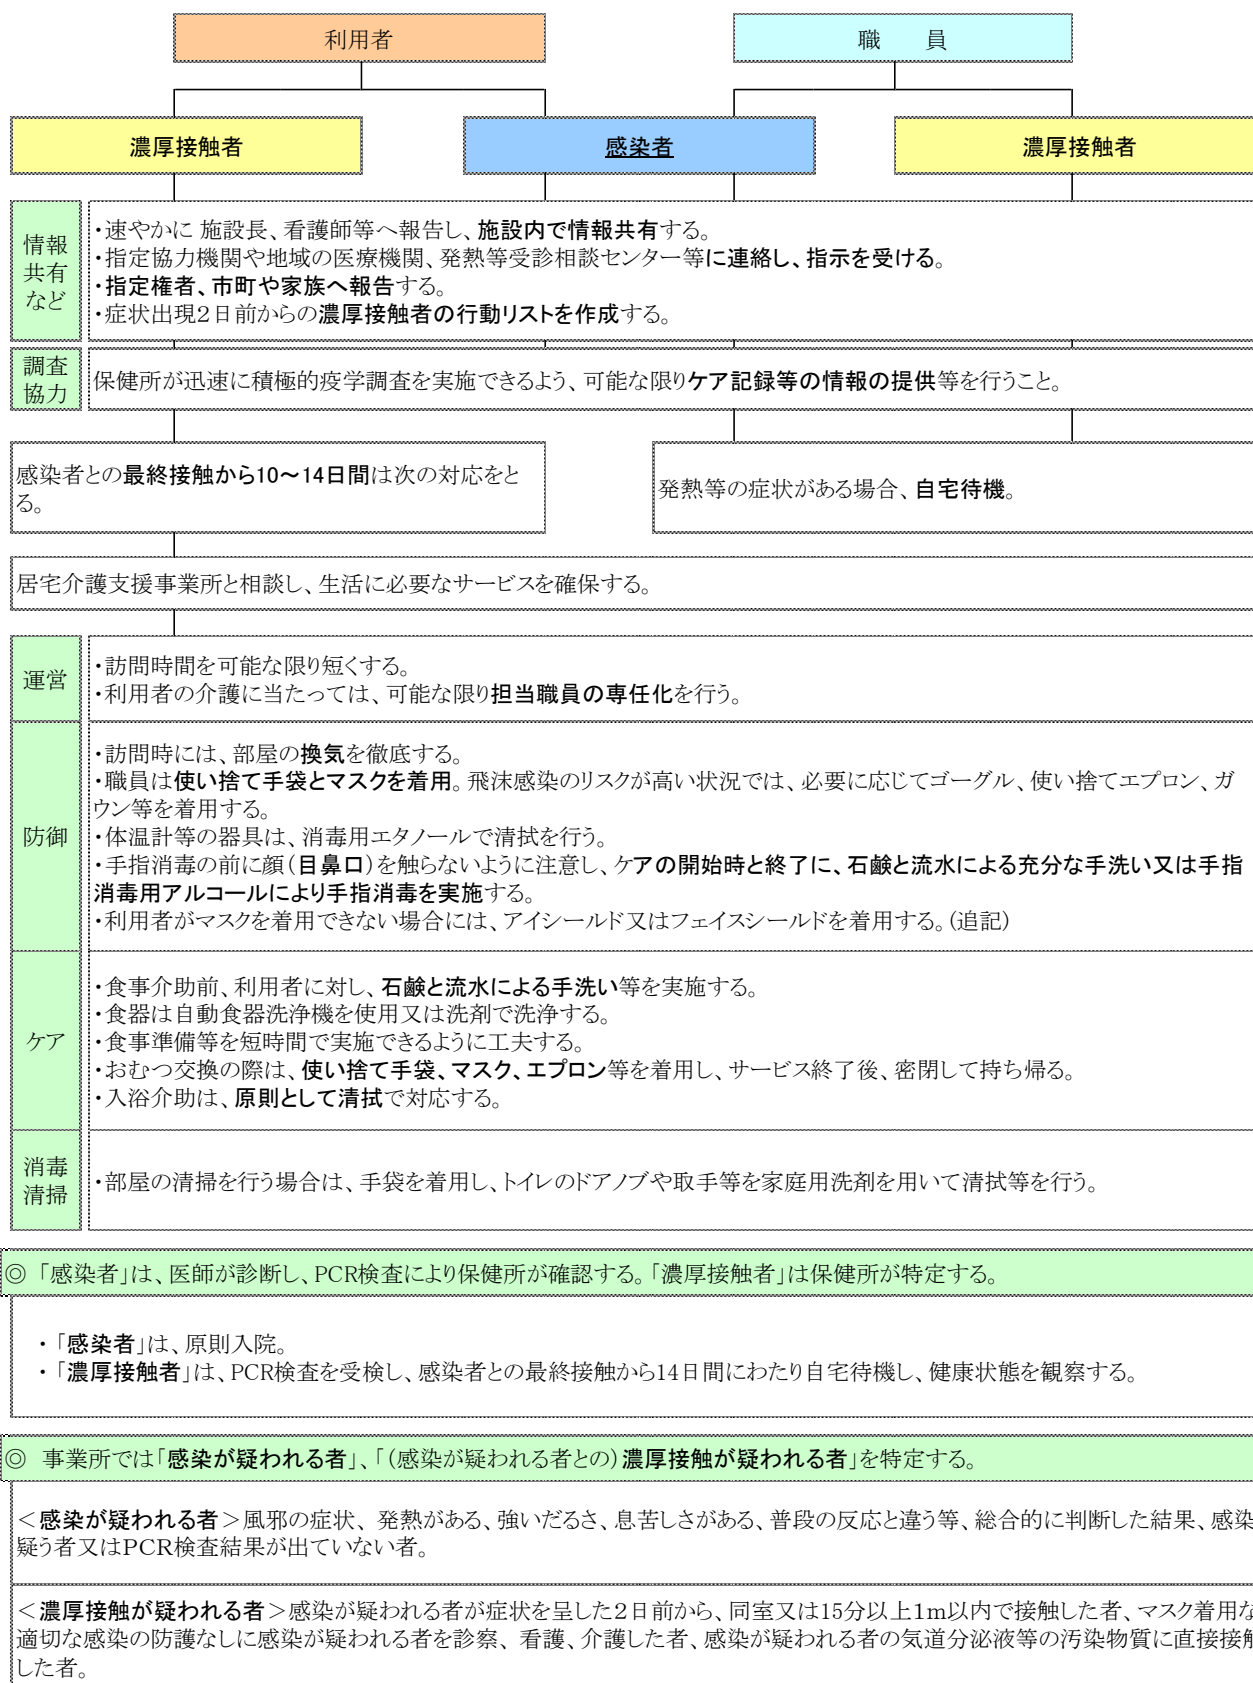 利用者
職　　員
濃厚接触者
感染者
濃厚接触者
情報
共有
など
・速やかに 施設長、看護師等へ報告し、施設内で情報共有する。
・指定協力機関や地域の医療機関、発熱等受診相談センター等に連絡し、指示を受ける。
・指定権者、市町や家族へ報告する。
・症状出現２日前からの濃厚接触者の行動リストを作成する。
調査
協力
保健所が迅速に積極的疫学調査を実施できるよう、可能な限りケア記録等の情報の提供等を行うこと。
感染者との最終接触から10～14日間は次の対応をと
る。
発熱等の症状がある場合、自宅待機。
居宅介護支援事業所と相談し、生活に必要なサービスを確保する。
運営
・訪問時間を可能な限り短くする。
・利用者の介護に当たっては、可能な限り担当職員の専任化を行う。
防御
・訪問時には、部屋の換気を徹底する。
・職員は使い捨て手袋とマスクを着用。飛沫感染のリスクが高い状況では、必要に応じてゴーグル、使い捨てエプロン、ガ
ウン等を着用する。
・体温計等の器具は、消毒用エタノールで清拭を行う。
・手指消毒の前に顔（目鼻口）を触らないように注意し、ケアの開始時と終了に、石鹸と流水による充分な手洗い又は手指
消毒用アルコールにより手指消毒を実施する。
・利用者がマスクを着用できない場合には、アイシールド又はフェイスシールドを着用する。（追記）
ケア
・食事介助前、利用者に対し、石鹸と流水による手洗い等を実施する。
・食器は自動食器洗浄機を使用又は洗剤で洗浄する。
・食事準備等を短時間で実施できるように工夫する。
・おむつ交換の際は、使い捨て手袋、マスク、エプロン等を着用し、サービス終了後、密閉して持ち帰る。
・入浴介助は、原則として清拭で対応する。
消毒
清掃
・部屋の清掃を行う場合は、手袋を着用し、トイレのドアノブや取手等を家庭用洗剤を用いて清拭等を行う。
◎ 「感染者」は、医師が診断し、PCR検査により保健所が確認する。「濃厚接触者」は保健所が特定する。
・「感染者」は、原則入院。
・「濃厚接触者」は、PCR検査を受検し、感染者との最終接触から14日間にわたり自宅待機し、健康状態を観察する。
◎　事業所では「感染が疑われる者」、「（感染が疑われる者との）濃厚接触が疑われる者」を特定する。
＜感染が疑われる者＞風邪の症状、発熱がある、強いだるさ、息苦しさがある、普段の反応と違う等、総合的に判断した結果、感染
疑う者又はＰＣＲ検査結果が出ていない者。
＜濃厚接触が疑われる者＞感染が疑われる者が症状を呈した２日前から、同室又は15分以上１ｍ以内で接触した者、マスク着用な
適切な感染の防護なしに感染が疑われる者を診察、看護、介護した者、感染が疑われる者の気道分泌液等の汚染物質に直接接触
した者。